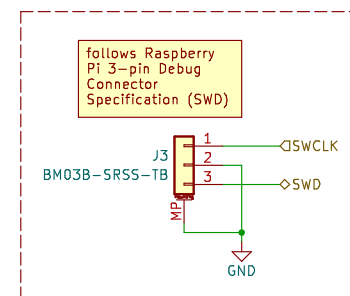 follows Raspberry
Pi 3-pin Debug
Connector
Specification (SWD)
J3
BM03B-SRSS-TB
1
2
3
SWCLK
SWD
MP
GND